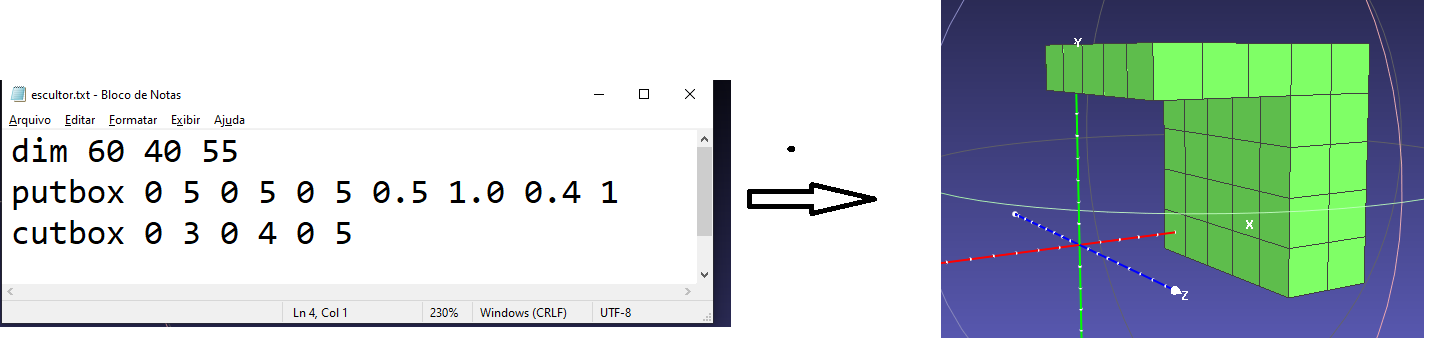 escultor.txt - Bloco de Notas
Arquivo Editar Formatar Exibir Ajuda
dim 60 40 55
putbox 0 5 0 5 0 5 0.5 1.0 0.4 1
cutbox 0 3 0 4 0 5
Ln 4, Col 1 230% Windows (CRLF) UTF-8
Y
X
Z